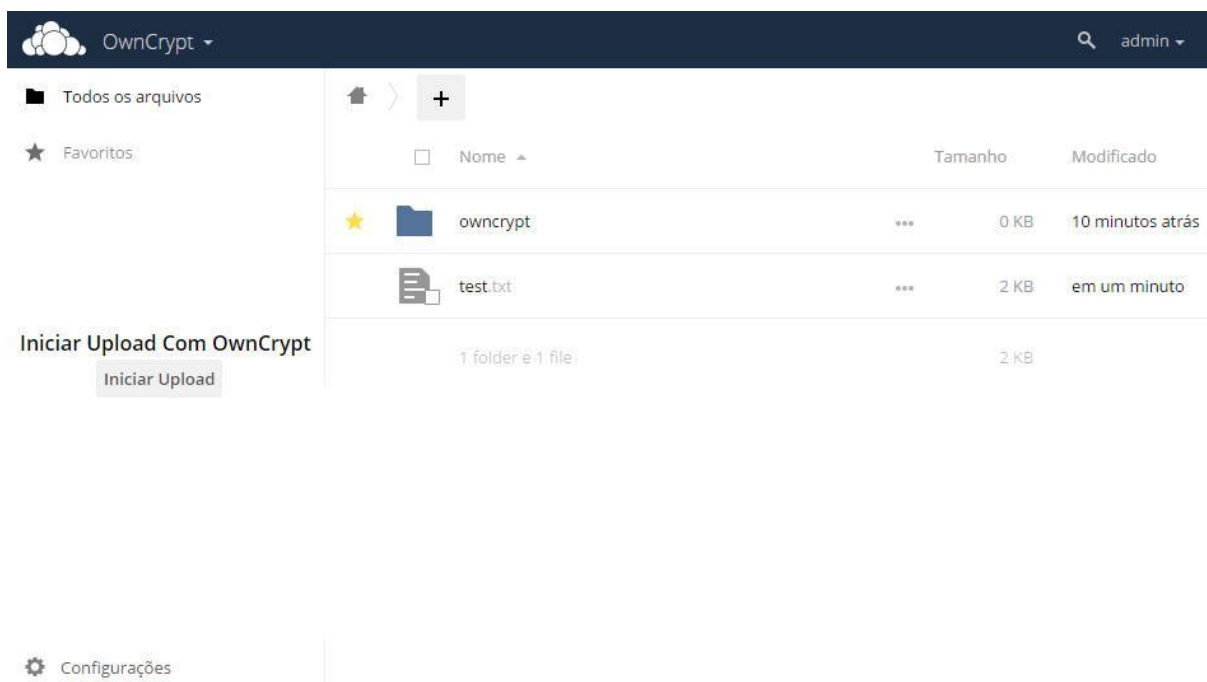 OwnCrypt admin
Todos os arquivos
Favoritos
Nome Tamanho Modificado
owncrypt 0 KB 10 minutos atrás
test.txt 2 KB em um minuto
1 folder e 1 file 2 KB
Iniciar Upload Com OwnCrypt
Iniciar Upload
Configurações